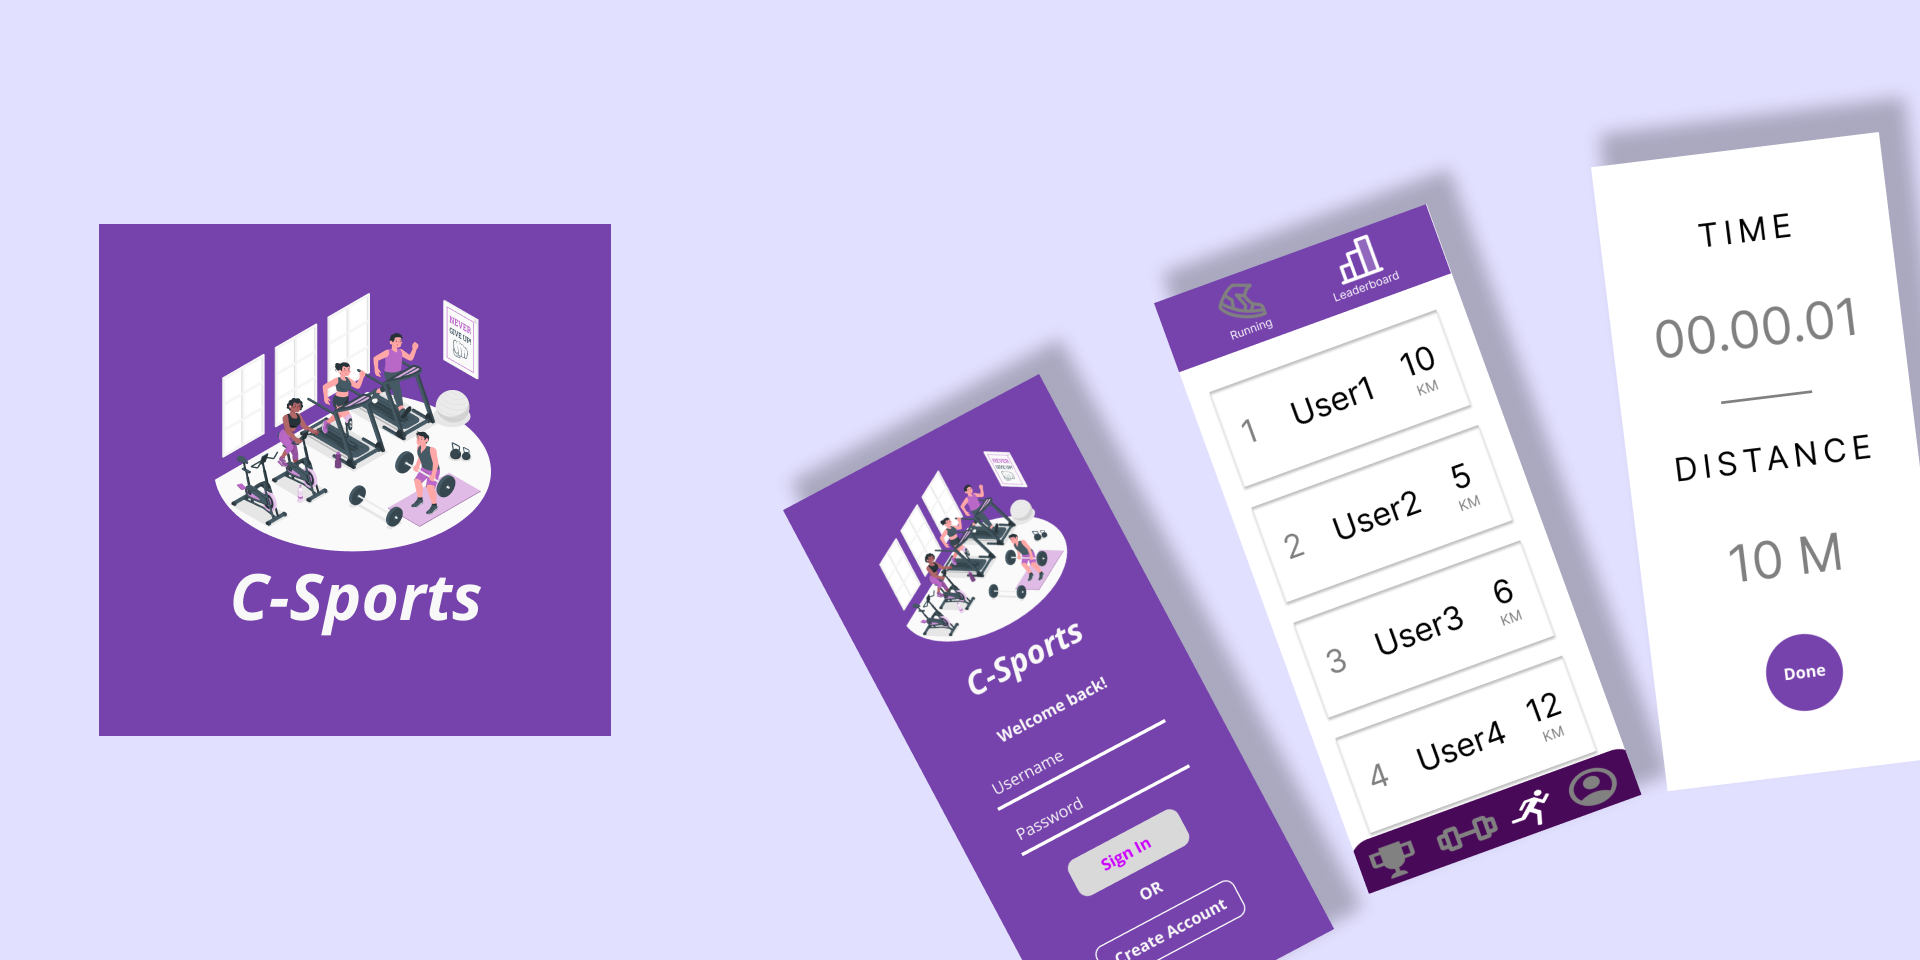 NEVER
GIVE UP!
C-Sports
NEVER
GIVE UP!
C-Sports
Welcome back!
Username
Password
Sign In
OR
Create Account
Running
Leaderboard
1 User1 10 KM
2 User2 5 KM
3 User3 6 KM
4 User4 12 KM
TIME
00.00.01
DISTANCE
10 M
Done